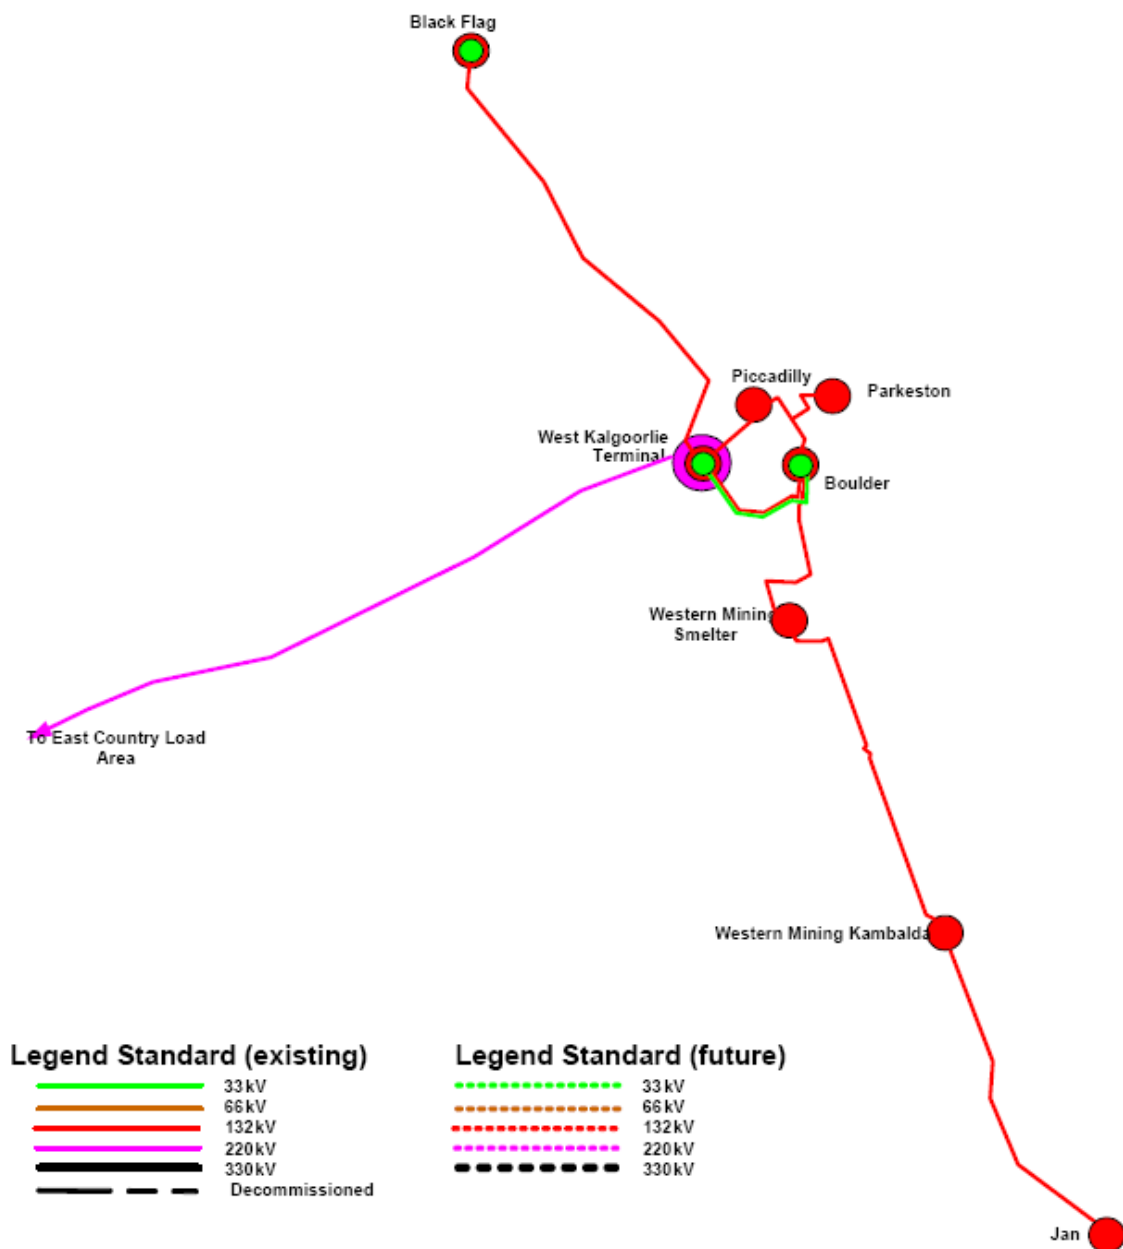 Black Flag
Piccadilly
Parkeston
West Kalgoorlie
Terminal
Boulder
Western Mining
Smelter
To East Country Load
Area
Western Mining Kambalda
Legend Standard (existing)
33kV
66kV
132kV
220kV
330kV
Decommissioned
Legend Standard (future)
33kV
66kV
132kV
220kV
330kV
Jan